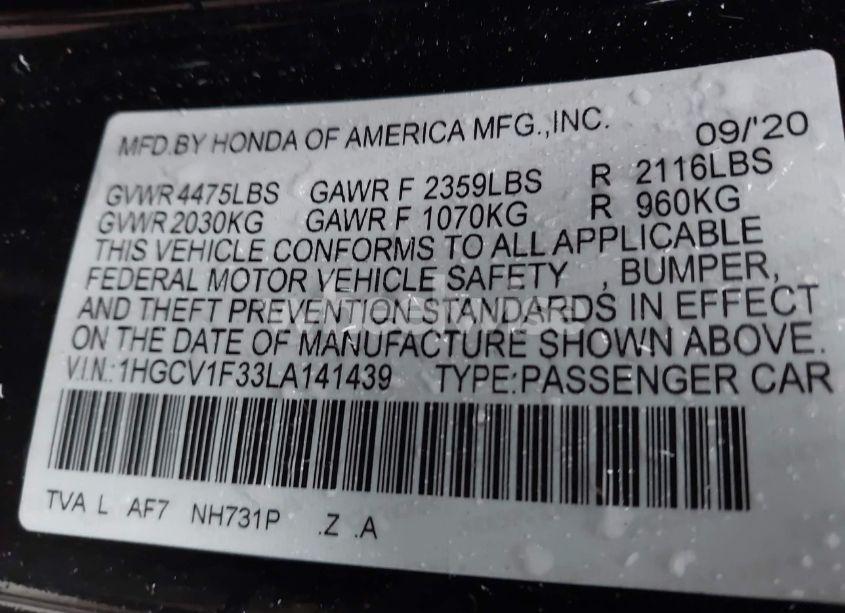 MFD.BY HONDA OF AMERICA MFG.,INC. 09/'20
GVWR 4475LBS GAWR F 2359LBS R 2116LBS
GVWR 2030KG GAWR F 1070KG R 960KG
THIS VEHICLE CONFORMS TO ALL APPLICABLE
FEDERAL MOTOR VEHICLE SAFETY , BUMPER,
AND THEFT PREVENTION STANDARDS IN EFFECT
ON THE DATE OF MANUFACTURE SHOWN ABOVE.
V.I.N.:1HGCV1F33LA141439 TYPE:PASSENGER CAR
TVA L AF7 NH731P .Z .A